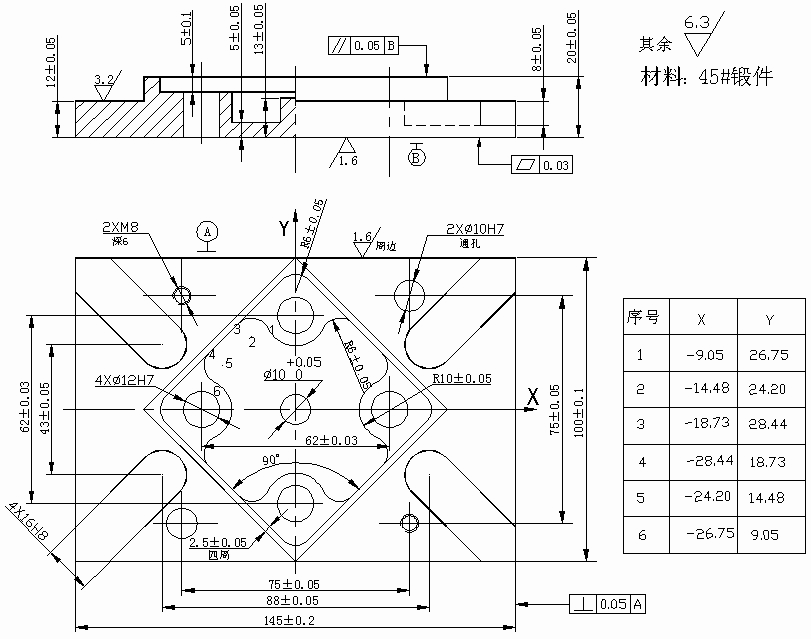 12±0.05
5±0.1
5±0.05
13±0.05
// 0.05 B
8±0.05
20±0.05
3.2
1.6
B
0.03
其余 6.3
材料: 45#锻件
2XM8
深6
A
Y
R6±0.05
1.6 周边
2XØ10H7
通孔
3 1
2
4
5
6
+0.05
Ø10 0
R6±0.05
4XØ12H7
R10±0.05
X
62±0.03
43±0.05
62±0.03
90°
75±0.05
100±0.1
4X16H8
2.5±0.05
四周
75±0.05
88±0.05
145±0.2
⊥ 0.05 A
序号 X Y
1 -9.05 26.75
2 -14.48 24.20
3 -18.73 28.44
4 -28.44 18.73
5 -24.20 14.48
6 -26.75 9.05